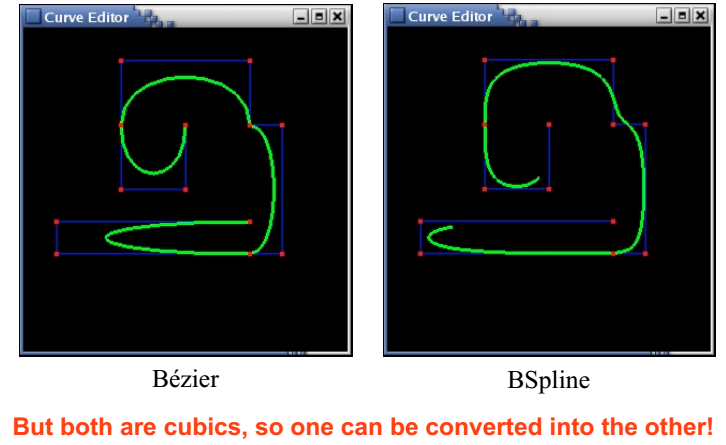 Curve Editor
Curve Editor
Bézier
BSpline
But both are cubics, so one can be converted into the other!